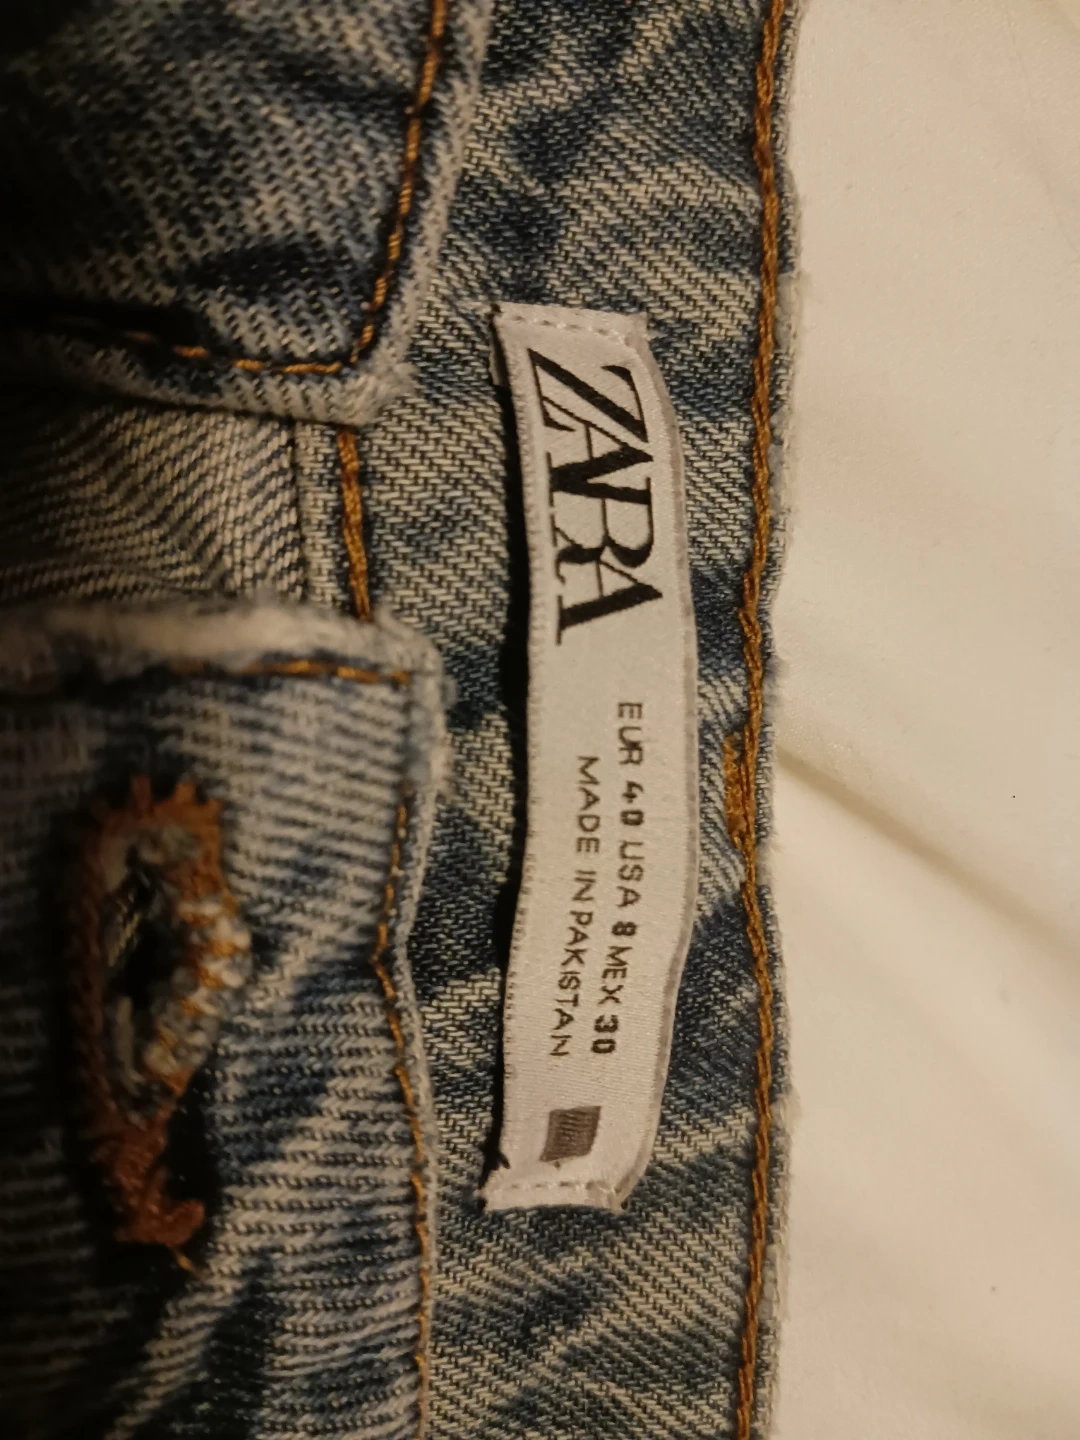 ZARA
EUR 40 USA 8 MEX 30
MADE IN PAKISTAN